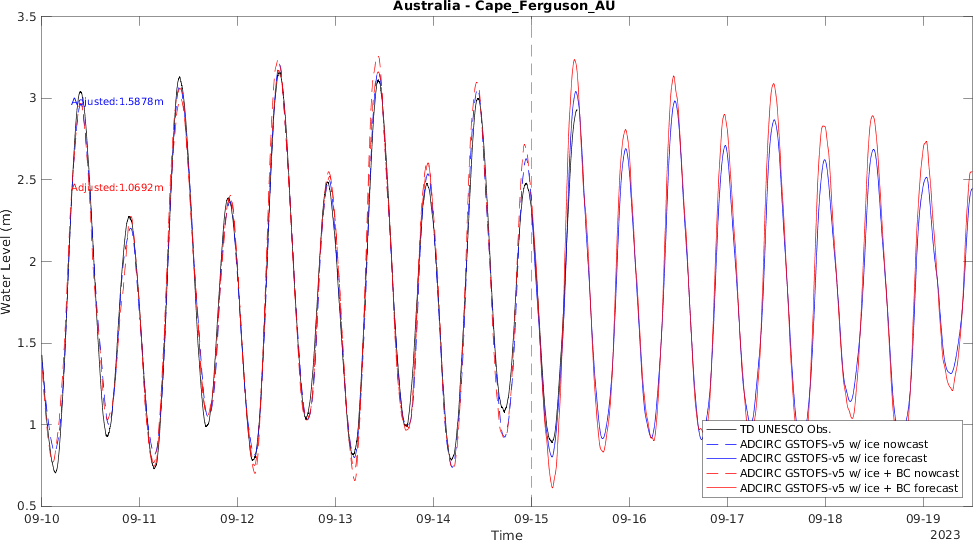 Australia - Cape_Ferguson_AU
3.5
3
2.5
2
1.5
1
0.5
Water Level (m)
Adjusted:1.5878m
Adjusted:1.0692m
TD UNESCO Obs.
ADCIRC GSTOFS-v5 w/ ice nowcast
ADCIRC GSTOFS-v5 w/ ice forecast
ADCIRC GSTOFS-v5 w/ ice + BC nowcast
ADCIRC GSTOFS-v5 w/ ice + BC forecast
09-10 09-11 09-12 09-13 09-14 09-15 09-16 09-17 09-18 09-19
Time
2023